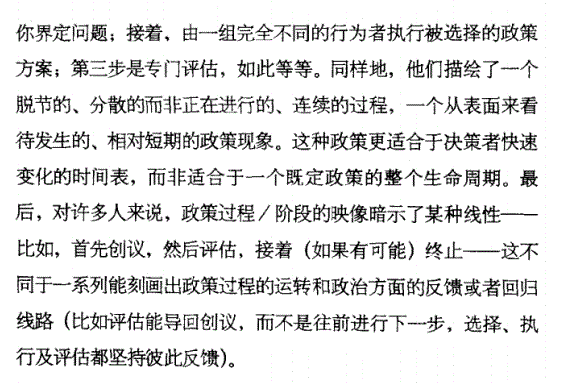 你界定问题；接着，由一组完全不同的行为者执行被选择的政策
方案；第三步是专门评估，如此等等。同样地，他们描绘了一个
脱节的、分散的而非正在进行的、连续的过程，一个从表面来看
待发生的、相对短期的政策现象。这种政策更适合于决策者快速
变化的时间表，而非适合于一个既定政策的整个生命周期。最
后，对许多人来说，政策过程／阶段的映像暗示了某种线性——
比如，首先创议，然后评估，接着（如果有可能）终止——这不
同于一系列能刻画出政策过程的运转和政治方面的反馈或者回归
线路（比如评估能导回创议，而不是往前进行下一步，选择、执
行及评估都坚持彼此反馈）。